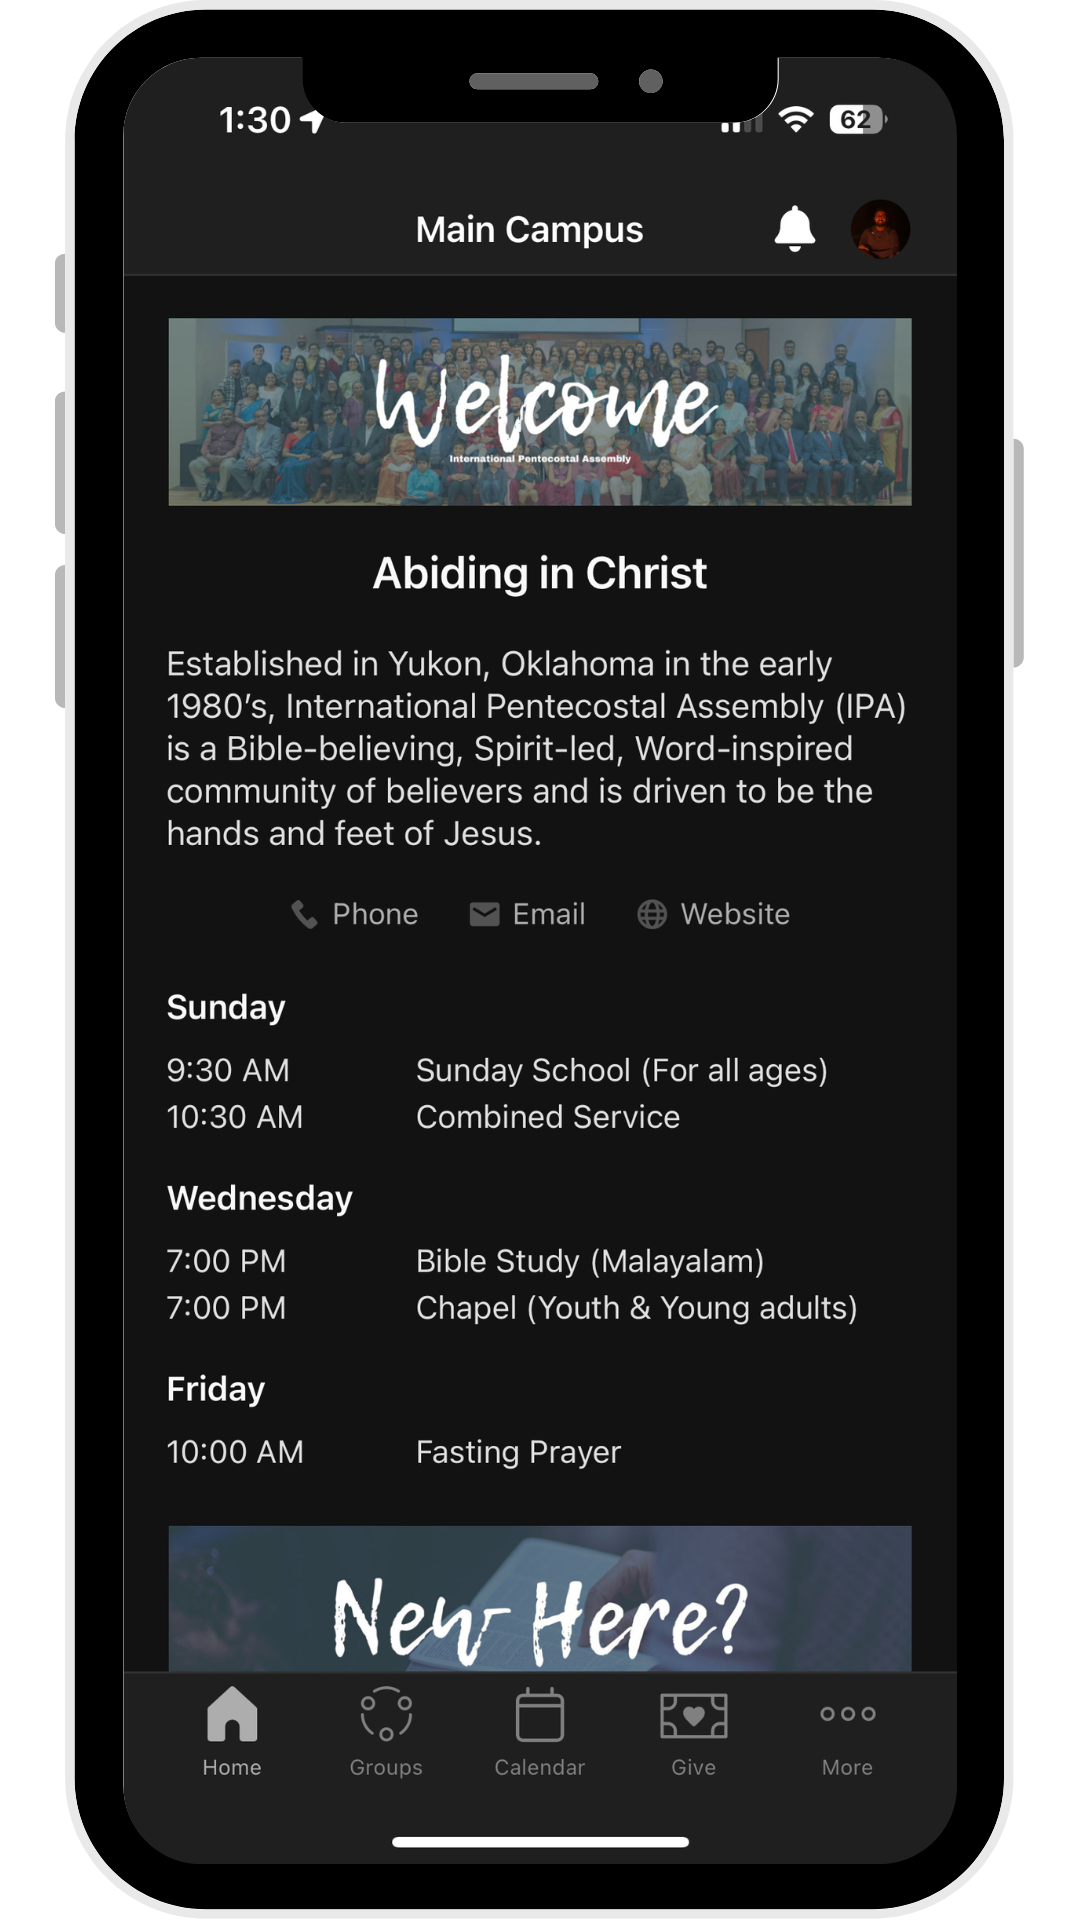 1:30
62
Main Campus
Welcome
International Pentecostal Assembly
Abiding in Christ
Established in Yukon, Oklahoma in the early
1980’s, International Pentecostal Assembly (IPA)
is a Bible-believing, Spirit-led, Word-inspired
community of believers and is driven to be the
hands and feet of Jesus.
Phone Email Website
Sunday
9:30 AM Sunday School (For all ages)
10:30 AM Combined Service
Wednesday
7:00 PM Bible Study (Malayalam)
7:00 PM Chapel (Youth & Young adults)
Friday
10:00 AM Fasting Prayer
New Here?
Home Groups Calendar Give More